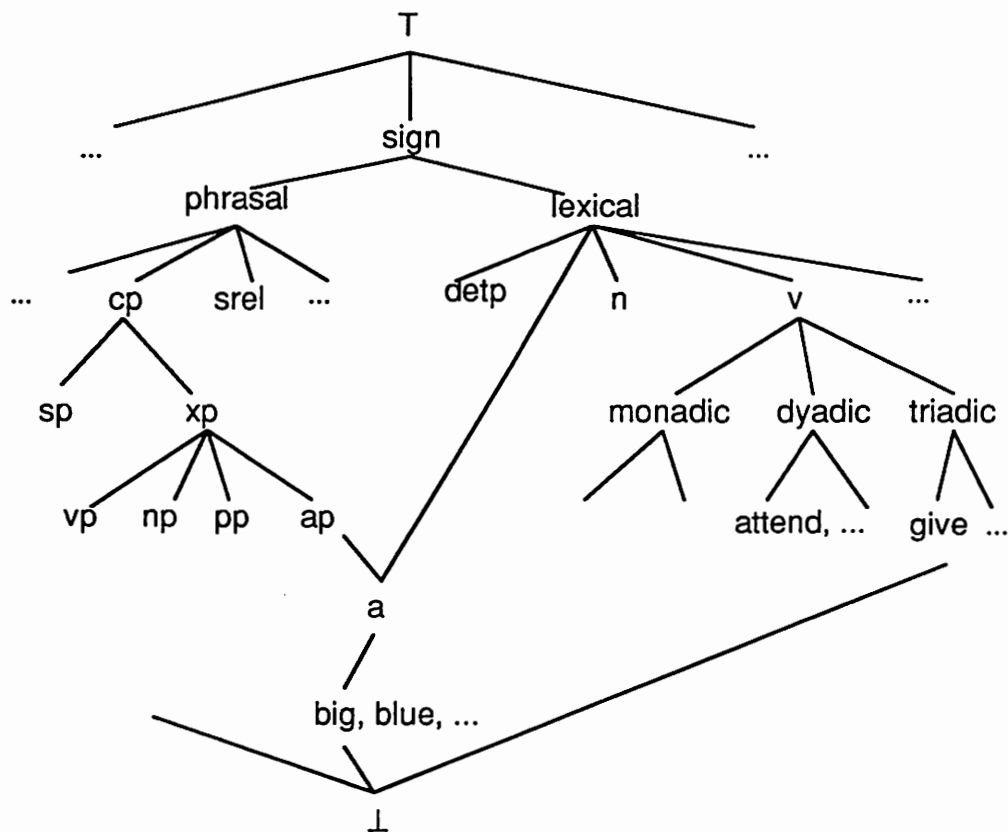 T
sign
... ...
phrasal lexical
... cp srel ... detp n v ...
sp xp monadic dyadic triadic
vp np pp ap attend, ... give ...
a
big, blue, ...
⊥